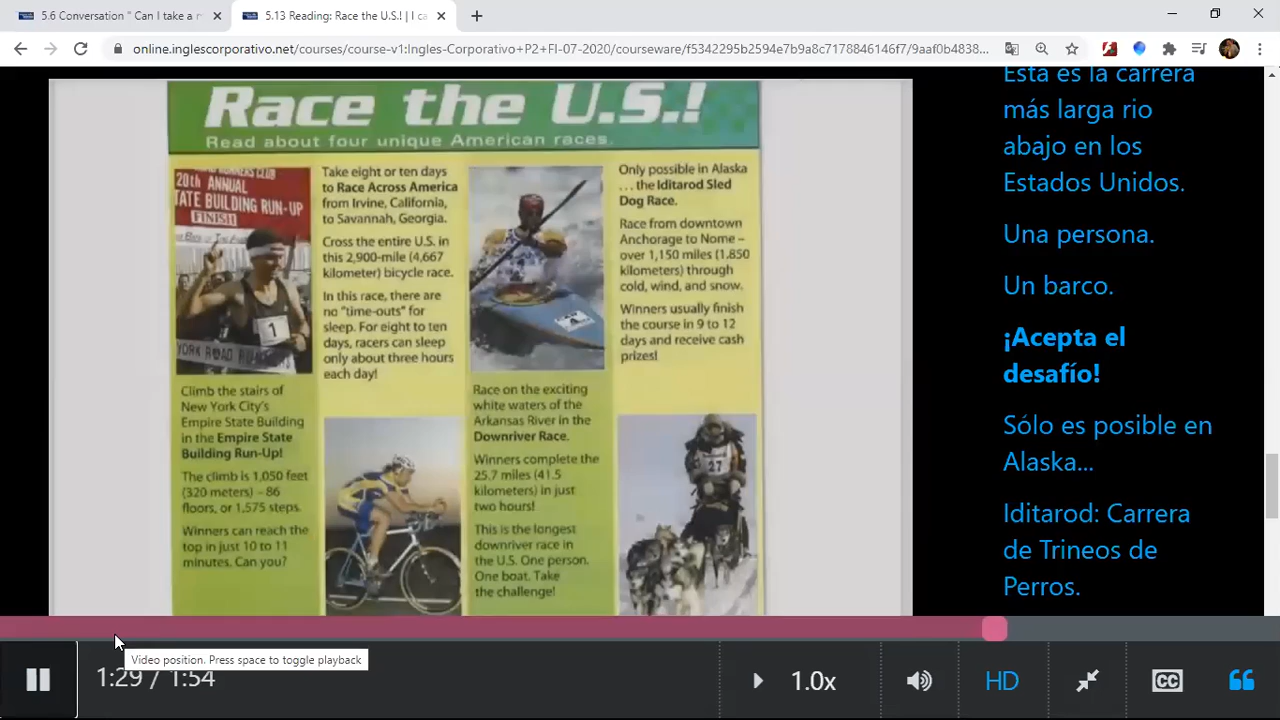 5.6 Conversation " Can I take a
5.13 Reading: Race the U.S.! | I ca
online.inglescorporativo.net/courses/course-v1:Ingles-Corporativo+P2+FI-07-2020/courseware/f5342295b2594e7b9a8c7178846146f7/9aaf0b4838...
Race the U.S.!
Read about four unique American races.
20th ANNUAL
TATE BUILDING RUN-UP
FINISH
1
YORK ROAD RUNNERS
Climb the stairs of
New York City's
Empire State Building
in the Empire State
Building Run-Up!
The climb is 1,050 feet
(320 meters) – 86
floors, or 1,575 steps.
Winners can reach the
top in just 10 to 11
minutes. Can you?
Take eight or ten days
to Race Across America
from Irvine, California,
to Savannah, Georgia.
Cross the entire U.S. in
this 2,900-mile (4,667
kilometer) bicycle race.
In this race, there are
no "time-outs" for
sleep. For eight to ten
days, racers can sleep
only about three hours
each day!
Race on the exciting
white waters of the
Arkansas River in the
Downriver Race.
Winners complete the
25.7 miles (41.5
kilometers) in just
two hours!
This is the longest
downriver race in
the U.S. One person.
One boat. Take
the challenge!
Only possible in Alaska
... the Iditarod Sled
Dog Race.
Race from downtown
Anchorage to Nome –
over 1,150 miles (1,850
kilometers) through
cold, wind, and snow.
Winners usually finish
the course in 9 to 12
days and receive cash
prizes!
27
Esta es la carrera
más larga rio
abajo en los
Estados Unidos.
Una persona.
Un barco.
¡Acepta el
desafío!
Sólo es posible en
Alaska...
Iditarod: Carrera
de Trineos de
Perros.
Video position. Press space to toggle playback
1:29 / 1:54
1.0x
HD
CC